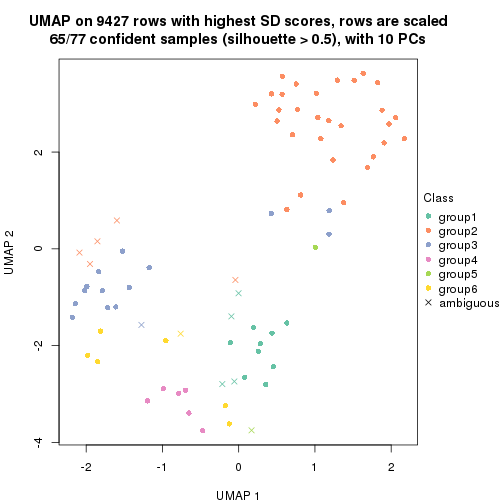 UMAP on 9427 rows with highest SD scores, rows are scaled
65/77 confident samples (silhouette > 0.5), with 10 PCs
UMAP 2
2
0
-2
-4
-2
-1
0
1
2
UMAP 1
Class
group1
group2
group3
group4
group5
group6
ambiguous